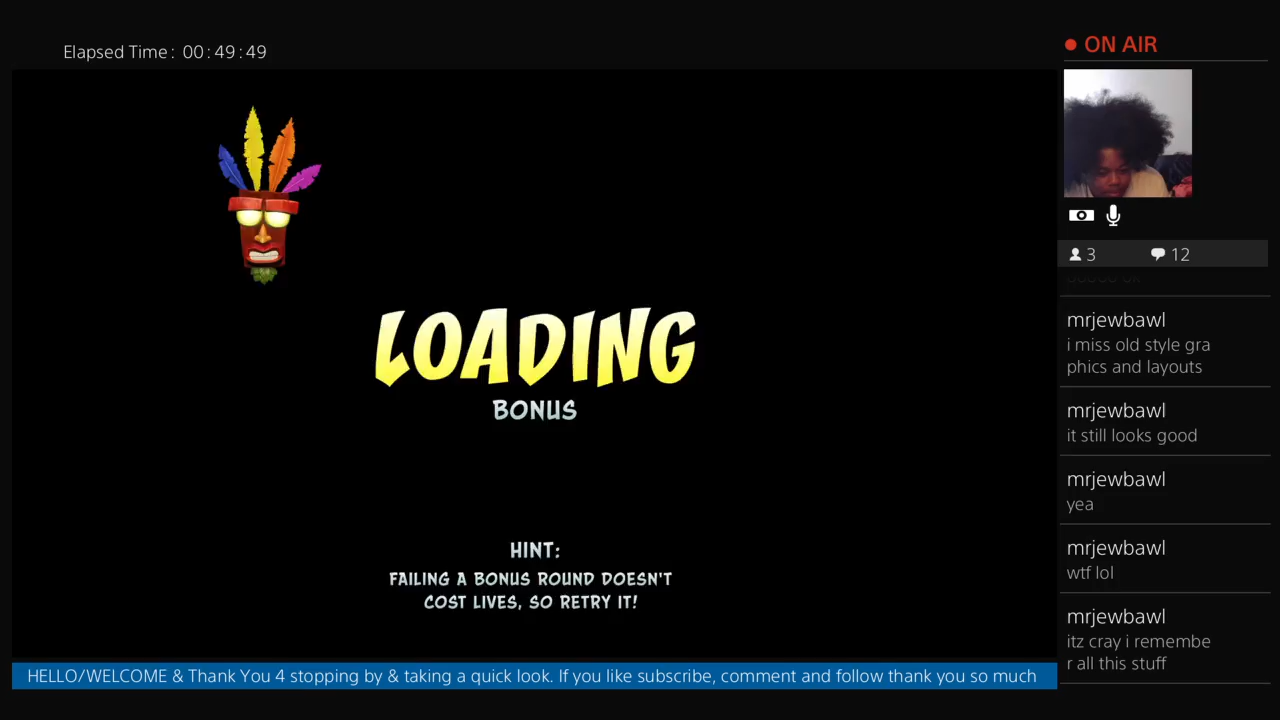 Elapsed Time: 00:49:49
ON AIR
3 12
mrjewbawl
i miss old style gra
phics and layouts
mrjewbawl
it still looks good
mrjewbawl
yea
mrjewbawl
wtf lol
mrjewbawl
itz cray i remembe
r all this stuff
LOADING
BONUS
HINT:
FAILING A BONUS ROUND DOESN'T
COST LIVES, SO RETRY IT!
HELLO/WELCOME & Thank You 4 stopping by & taking a quick look. If you like subscribe, comment and follow thank you so much